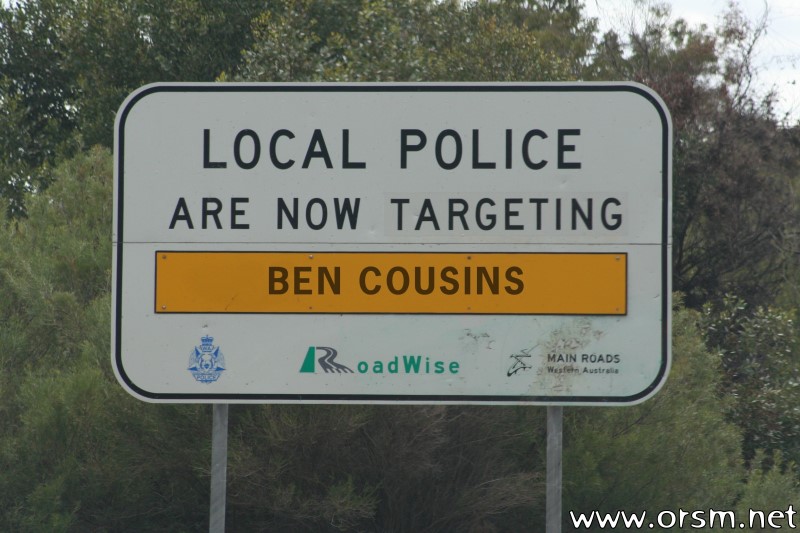 LOCAL POLICE
ARE NOW TARGETING
BEN COUSINS
RoadWise
MAIN ROADS
Western Australia
www.orsm.net